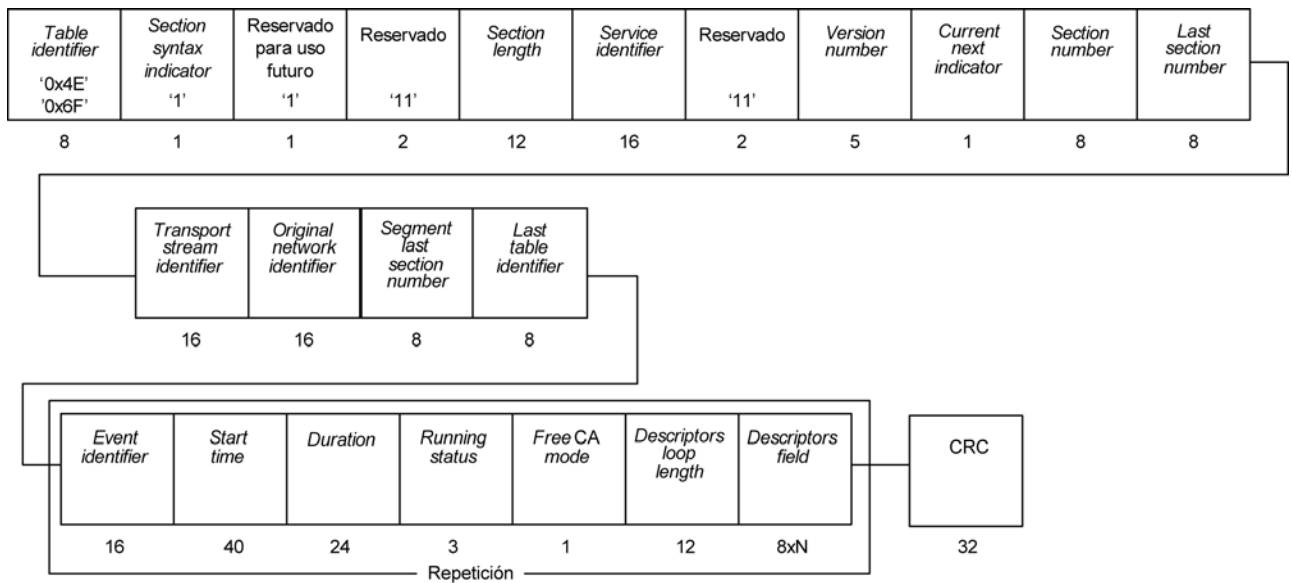 Table identifier '0x4E' '0x6F'
Section syntax indicator '1'
Reservado para uso futuro '1'
Reservado '11'
Section length
Service identifier
Reservado '11'
Version number
Current next indicator
Section number
Last section number
8 1 1 2 12 16 2 5 1 8 8
Transport stream identifier
Original network identifier
Segment last section number
Last table identifier
16 16 8 8
Event identifier
Start time
Duration
Running status
Free CA mode
Descriptors loop length
Descriptors field
CRC
16 40 24 3 1 12 8xN 32
Repetición